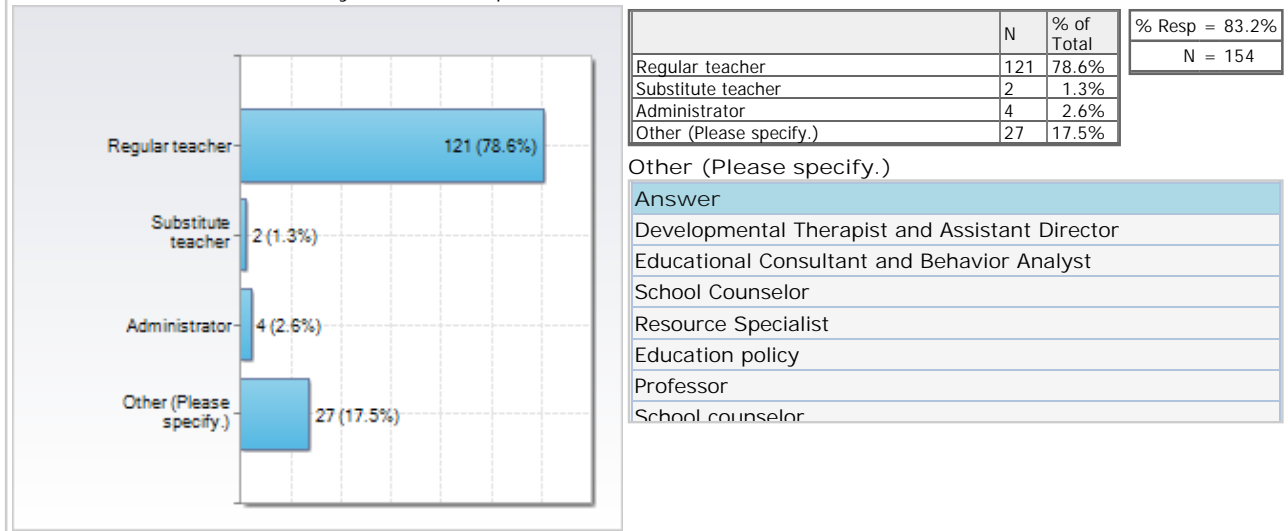 Regular teacher
121 (78.6%)
Substitute
teacher
2 (1.3%)
Administrator
4 (2.6%)
Other (Please
specify.)
27 (17.5%)
N % of Total
Regular teacher 121 78.6%
Substitute teacher 2 1.3%
Administrator 4 2.6%
Other (Please specify.) 27 17.5%
% Resp = 83.2%
N = 154
Other (Please specify.)
Answer
Developmental Therapist and Assistant Director
Educational Consultant and Behavior Analyst
School Counselor
Resource Specialist
Education policy
Professor
School counselor